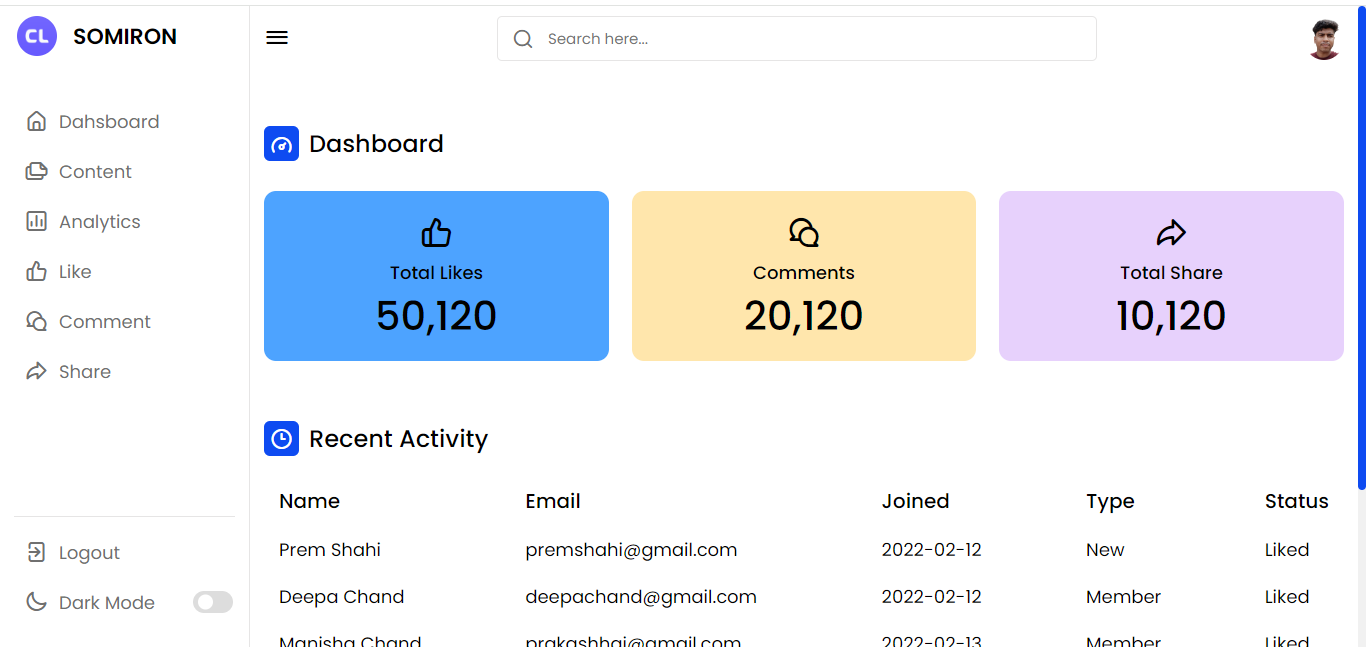 CL SOMIRON
Search here...
Dahsboard
Content
Analytics
Like
Comment
Share
Logout
Dark Mode
Dashboard
Total Likes
50,120
Comments
20,120
Total Share
10,120
Recent Activity
Name Email Joined Type Status
Prem Shahi premshahi@gmail.com 2022-02-12 New Liked
Deepa Chand deepachand@gmail.com 2022-02-12 Member Liked
Manisha Chand prakashhai@gmail.com 2022-02-13 Member Liked